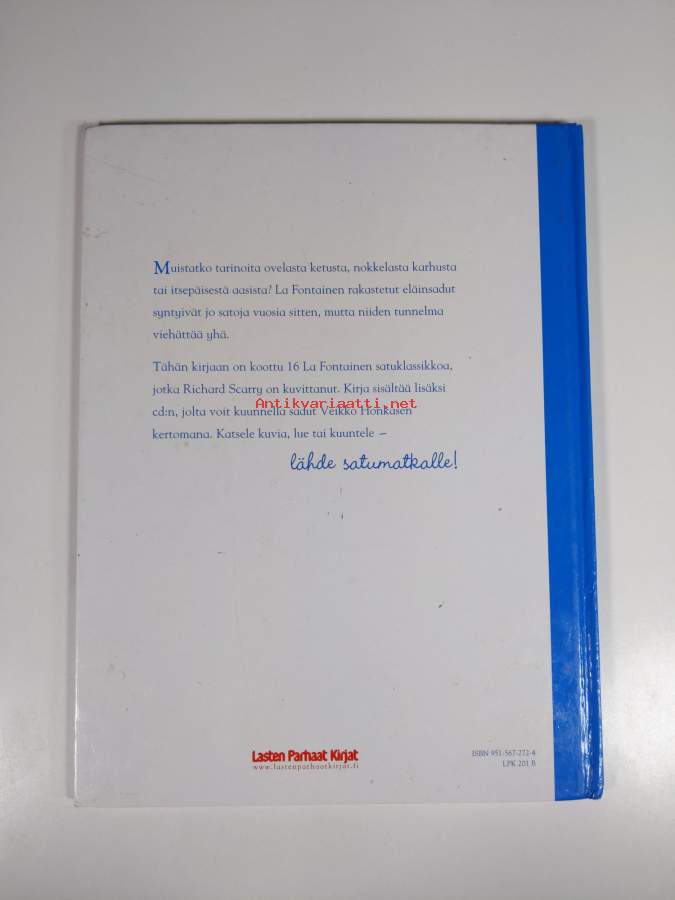 Muistatko tarinoita ovelasta ketusta, nokkelasta karhusta
tai itsepäisestä aasista? La Fontainen rakastetut eläinsadut
syntyivät jo satoja vuosia sitten, mutta niiden tunnelma
viehättää yhä.
Tähän kirjaan on koottu 16 La Fontainen satuklassikkoa,
jotka Richard Scarry on kuvittanut. Kirja sisältää lisäksi
Antikvariaatti.net
cd:n, jolta voit kuunnella sadut Veikko Honkasen
kertomana. Katsele kuvia, lue tai kuuntele –
lähde satumatkalle!
Lasten Parhaat Kirjat
www.lastenparhaatkirjat.fi
ISBN 951-567-272-4
LPK 201 B